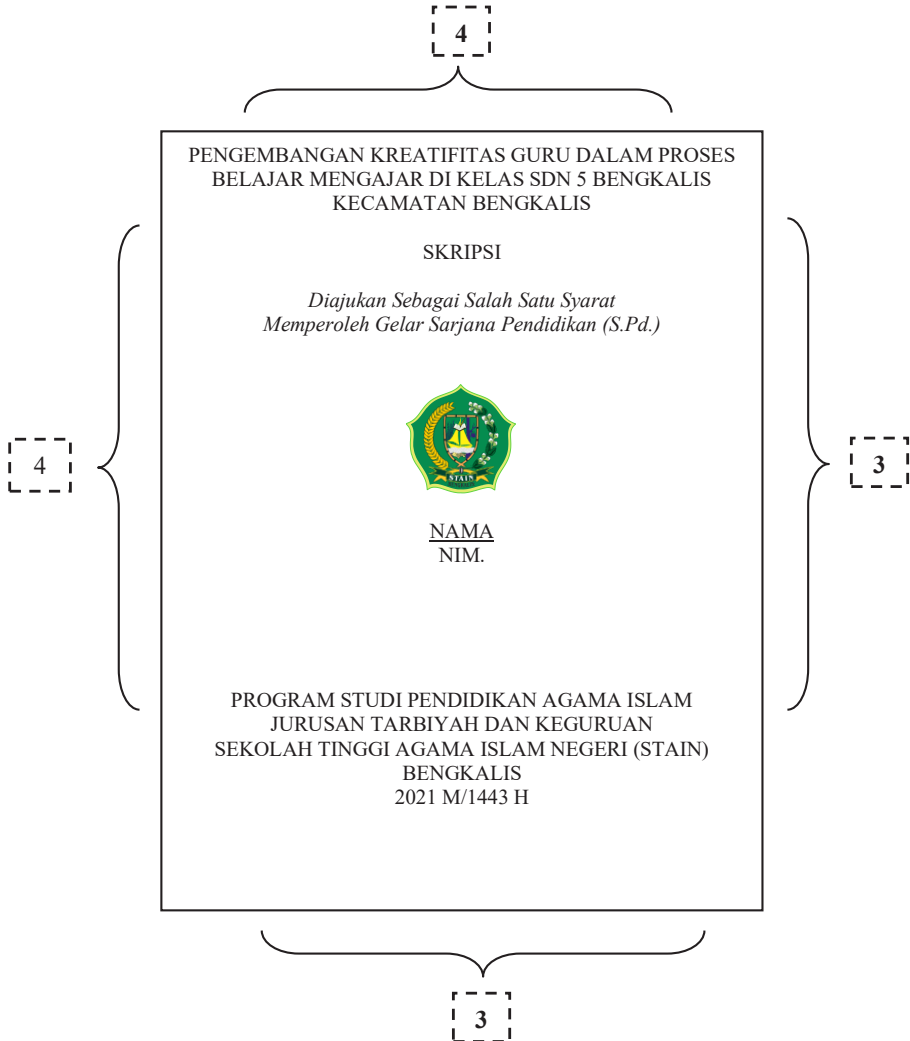 4
PENGEMBANGAN KREATIFITAS GURU DALAM PROSES
BELAJAR MENGAJAR DI KELAS SDN 5 BENGKALIS
KECAMATAN BENGKALIS
SKRIPSI
Diajukan Sebagai Salah Satu Syarat
Memperoleh Gelar Sarjana Pendidikan (S.Pd.)
STAIN
BENGKALIS
4
3
NAMA
NIM.
PROGRAM STUDI PENDIDIKAN AGAMA ISLAM
JURUSAN TARBIYAH DAN KEGURUAN
SEKOLAH TINGGI AGAMA ISLAM NEGERI (STAIN)
BENGKALIS
2021 M/1443 H
3